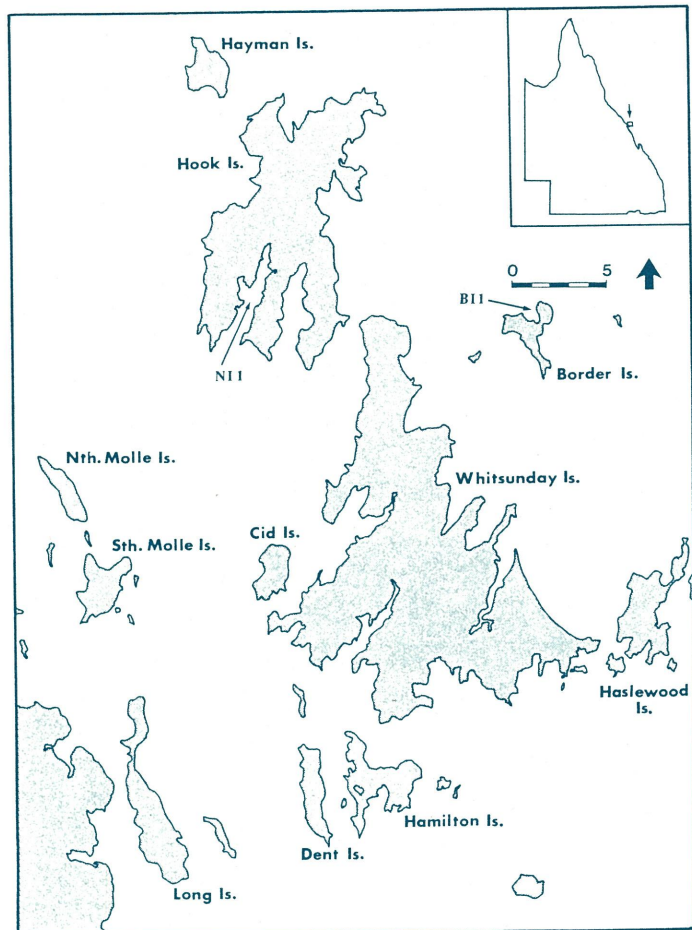 Hayman Is.
Hook Is.
0 5
BI1
Border Is.
NI1
Nth. Molle Is.
Whitsunday Is.
Cid Is.
Sth. Molle Is.
Haslewood
Is.
Hamilton Is.
Dent Is.
Long Is.